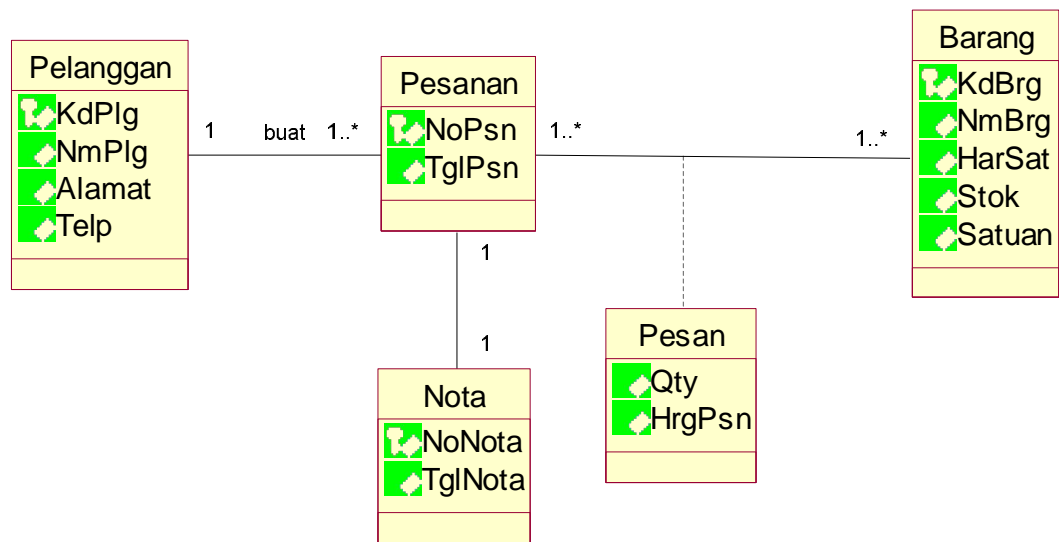 Pelanggan
KdPlg
NmPlg
Alamat
Telp
1 buat 1..*
Pesanan
NoPsn
TglPsn
1..* 1..*
Barang
KdBrg
NmBrg
HarSat
Stok
Satuan
1
1
Nota
NoNota
TglNota
Pesan
Qty
HrgPsn